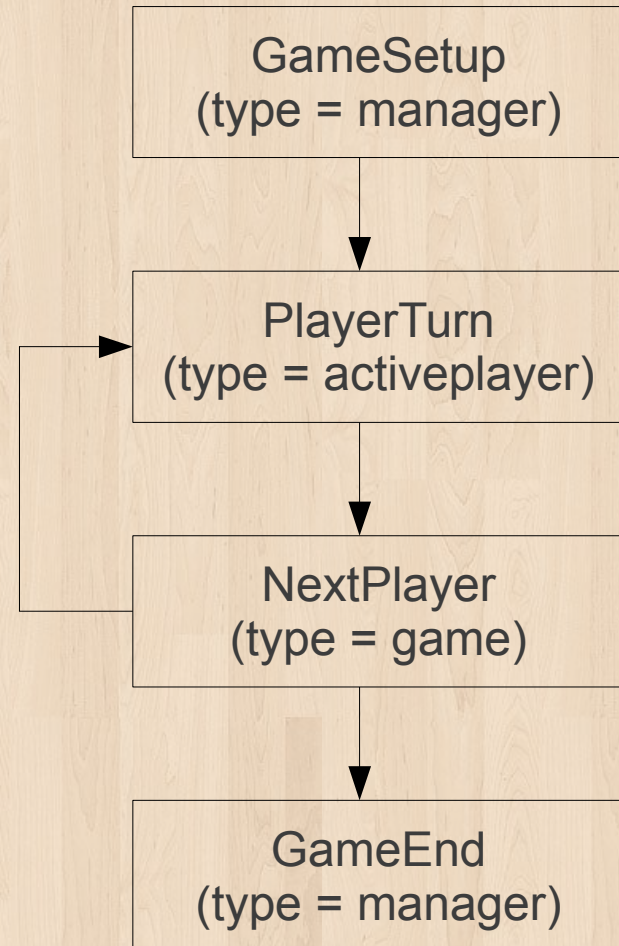 GameSetup
(type = manager)
PlayerTurn
(type = activeplayer)
NextPlayer
(type = game)
GameEnd
(type = manager)